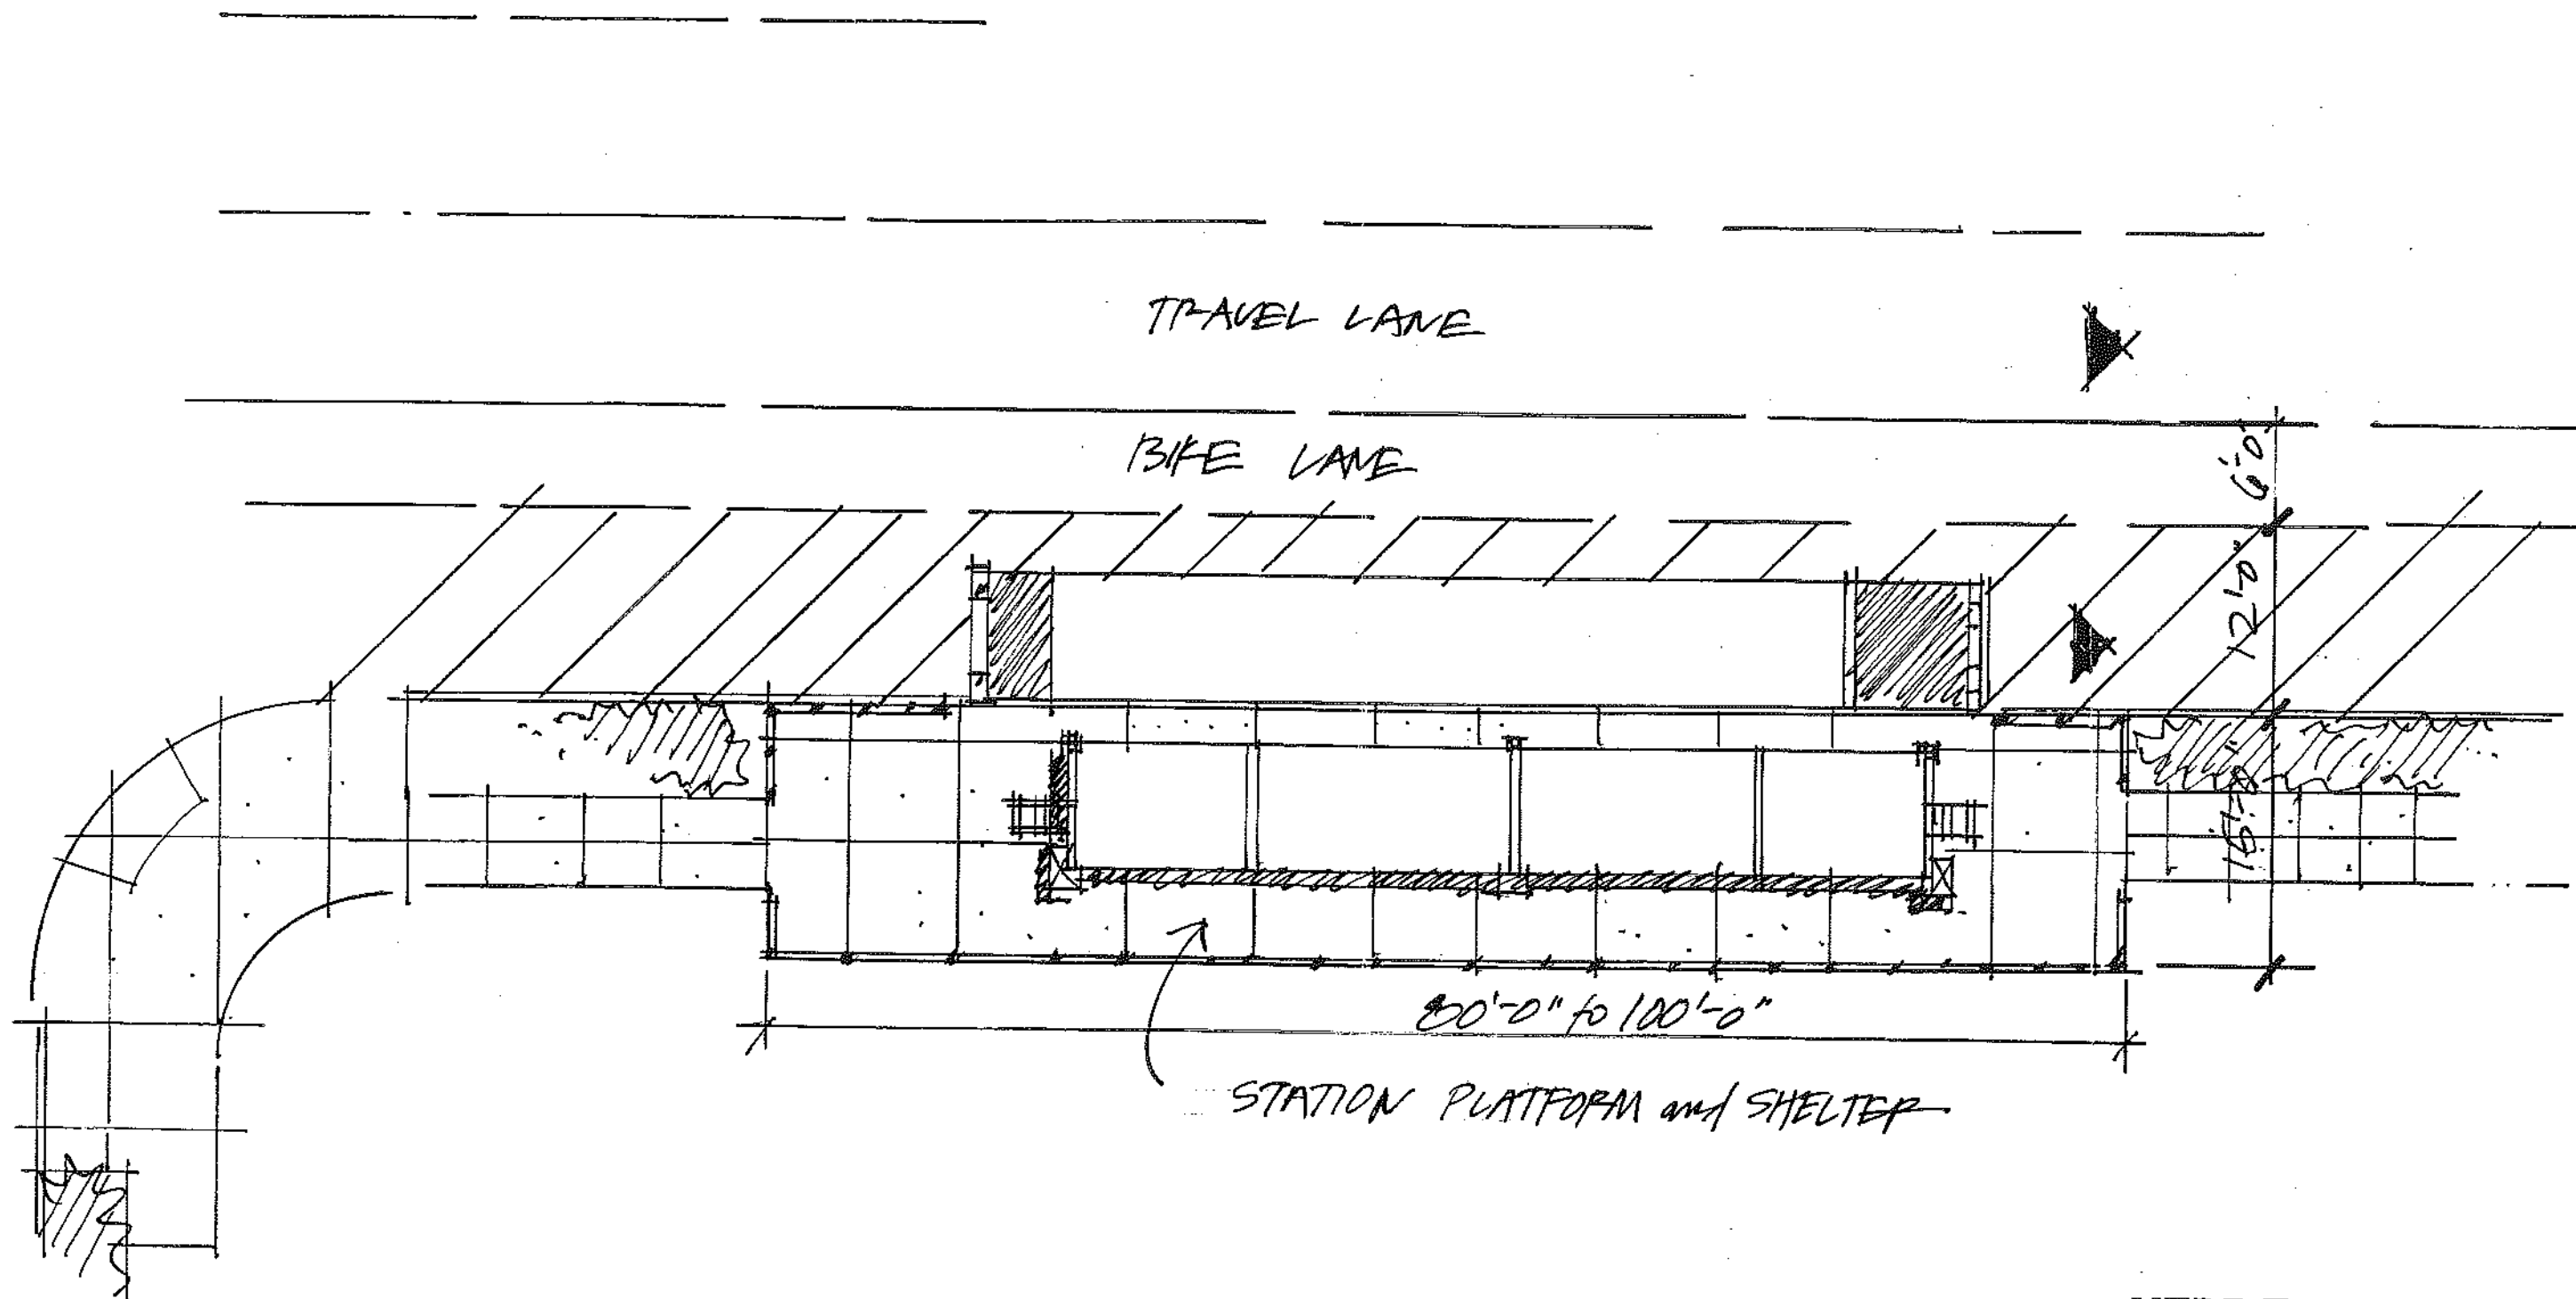 TRAVEL LANE
BIKE LANE
6'-0"
12'-0"
16'-0"
80'-0" to 100'-0"
STATION PLATFORM and SHELTER